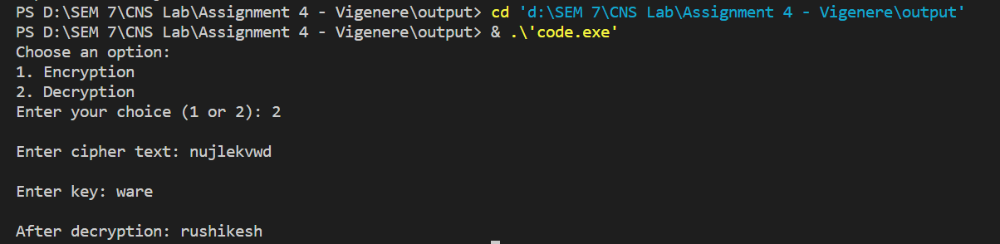 PS D:\SEM 7\CNS Lab\Assignment 4 - Vigenere\output> cd 'd:\SEM 7\CNS Lab\Assignment 4 - Vigenere\output'
PS D:\SEM 7\CNS Lab\Assignment 4 - Vigenere\output> & .\'code.exe'
Choose an option:
1. Encryption
2. Decryption
Enter your choice (1 or 2): 2
Enter cipher text: nujlekvwd
Enter key: ware
After decryption: rushikesh